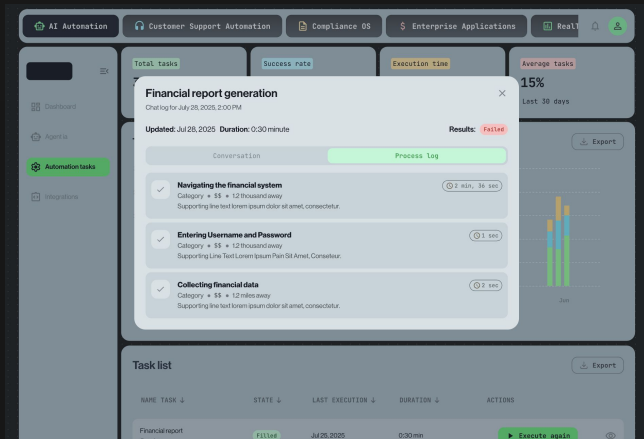 AI Automation
Customer Support Automation
Compliance OS
$ Enterprise Applications
Total tasks
Success rate
Execution time
Average tasks
15%
Last 30 days
Dashboard
Agents
Automation tasks
Integrations
Export
Financial report generation
Chat log for July 28, 2025, 2:00 PM
Updated: Jul 28, 2025 Duration: 0:30 minute
Results: Failed
Conversation
Process log
Navigating the financial system
2 min, 36 sec
Category • $$ • 1.2 thousand away
Supporting line text lorem ipsum dolor sit amet, consectetur.
Entering Username and Password
1 sec
Category • $$ • 1.2 thousand away
Supporting Line Text Lorem Ipsum Pain Sit Amet, Conseteur.
Collecting financial data
2 sec
Category • $$ • 1.2 miles away
Supporting line text lorem ipsum dolor sit amet, consectetur.
Task list
Export
NAME TASK ↓
STATE ↓
LAST EXECUTION ↓
DURATION ↓
ACTIONS
Financial report
Filled
Jul 25, 2025
0:30 min
Execute again